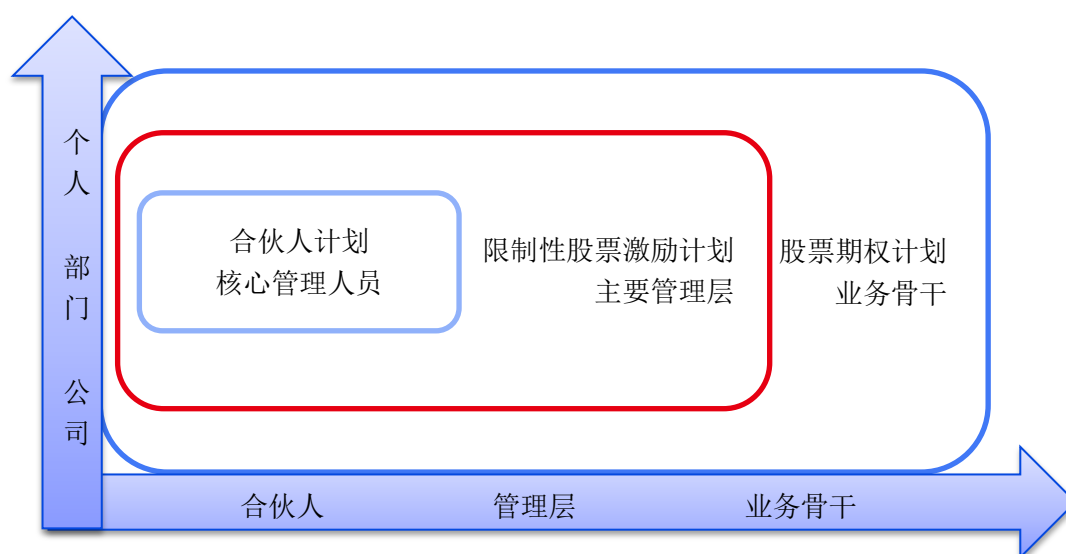 个人 部门 公司
合伙人计划
核心管理人员
限制性股票激励计划
主要管理层
股票期权计划
业务骨干
合伙人 管理层 业务骨干